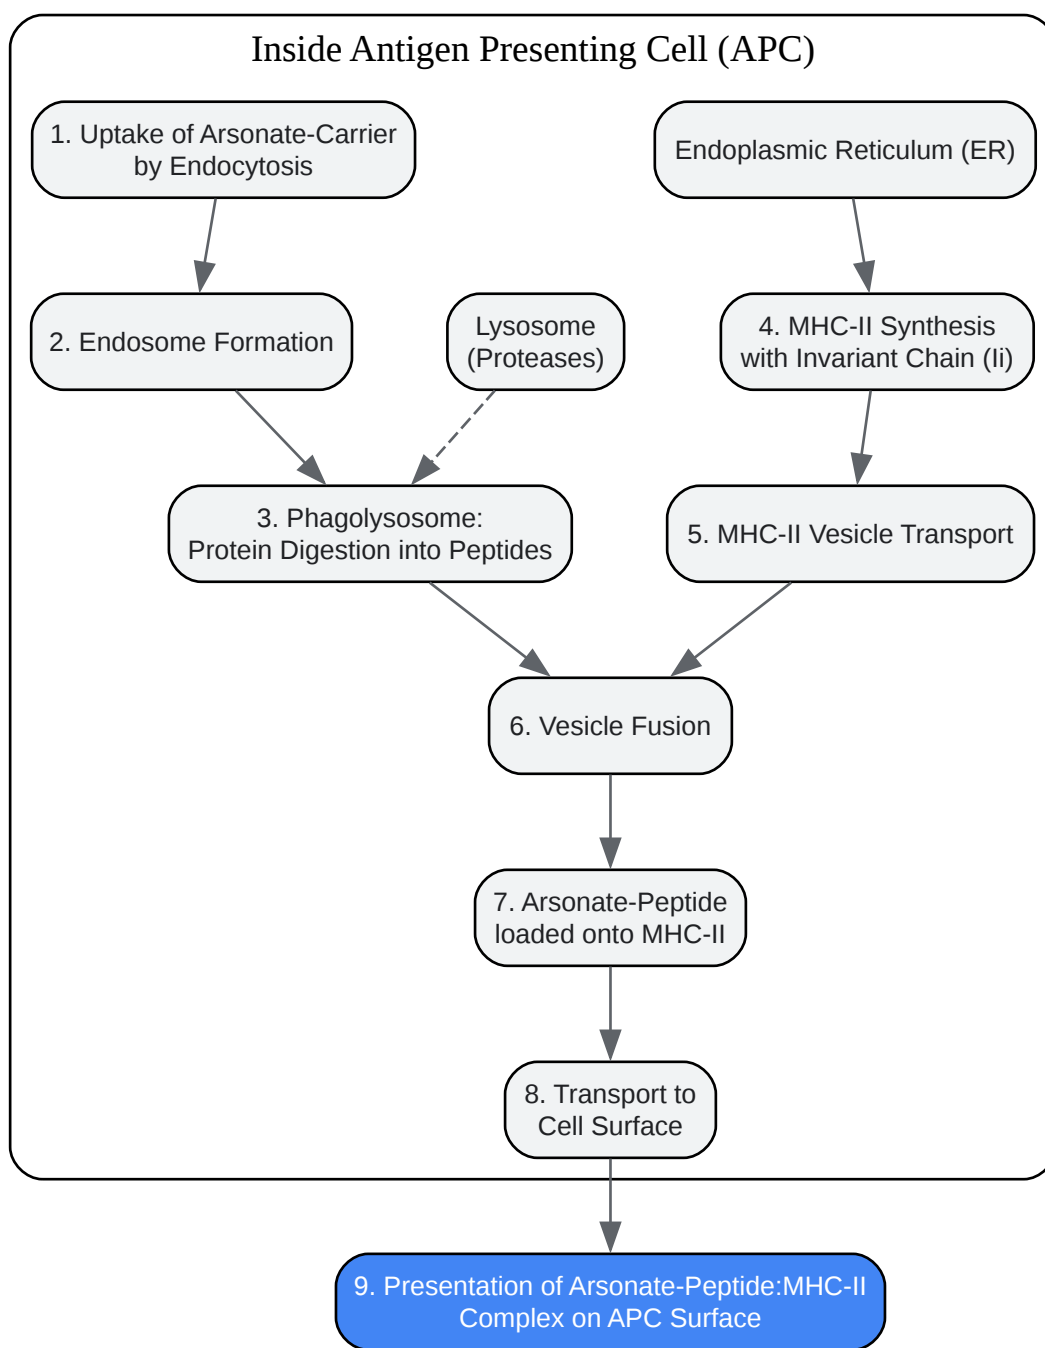 Inside Antigen Presenting Cell (APC)
1. Uptake of Arsonate-Carrier
by Endocytosis
Endoplasmic Reticulum (ER)
2. Endosome Formation
Lysosome
(Proteases)
4. MHC-II Synthesis
with Invariant Chain (Ii)
3. Phagolysosome:
Protein Digestion into Peptides
5. MHC-II Vesicle Transport
6. Vesicle Fusion
7. Arsonate-Peptide
loaded onto MHC-II
8. Transport to
Cell Surface
9. Presentation of Arsonate-Peptide:MHC-II
Complex on APC Surface